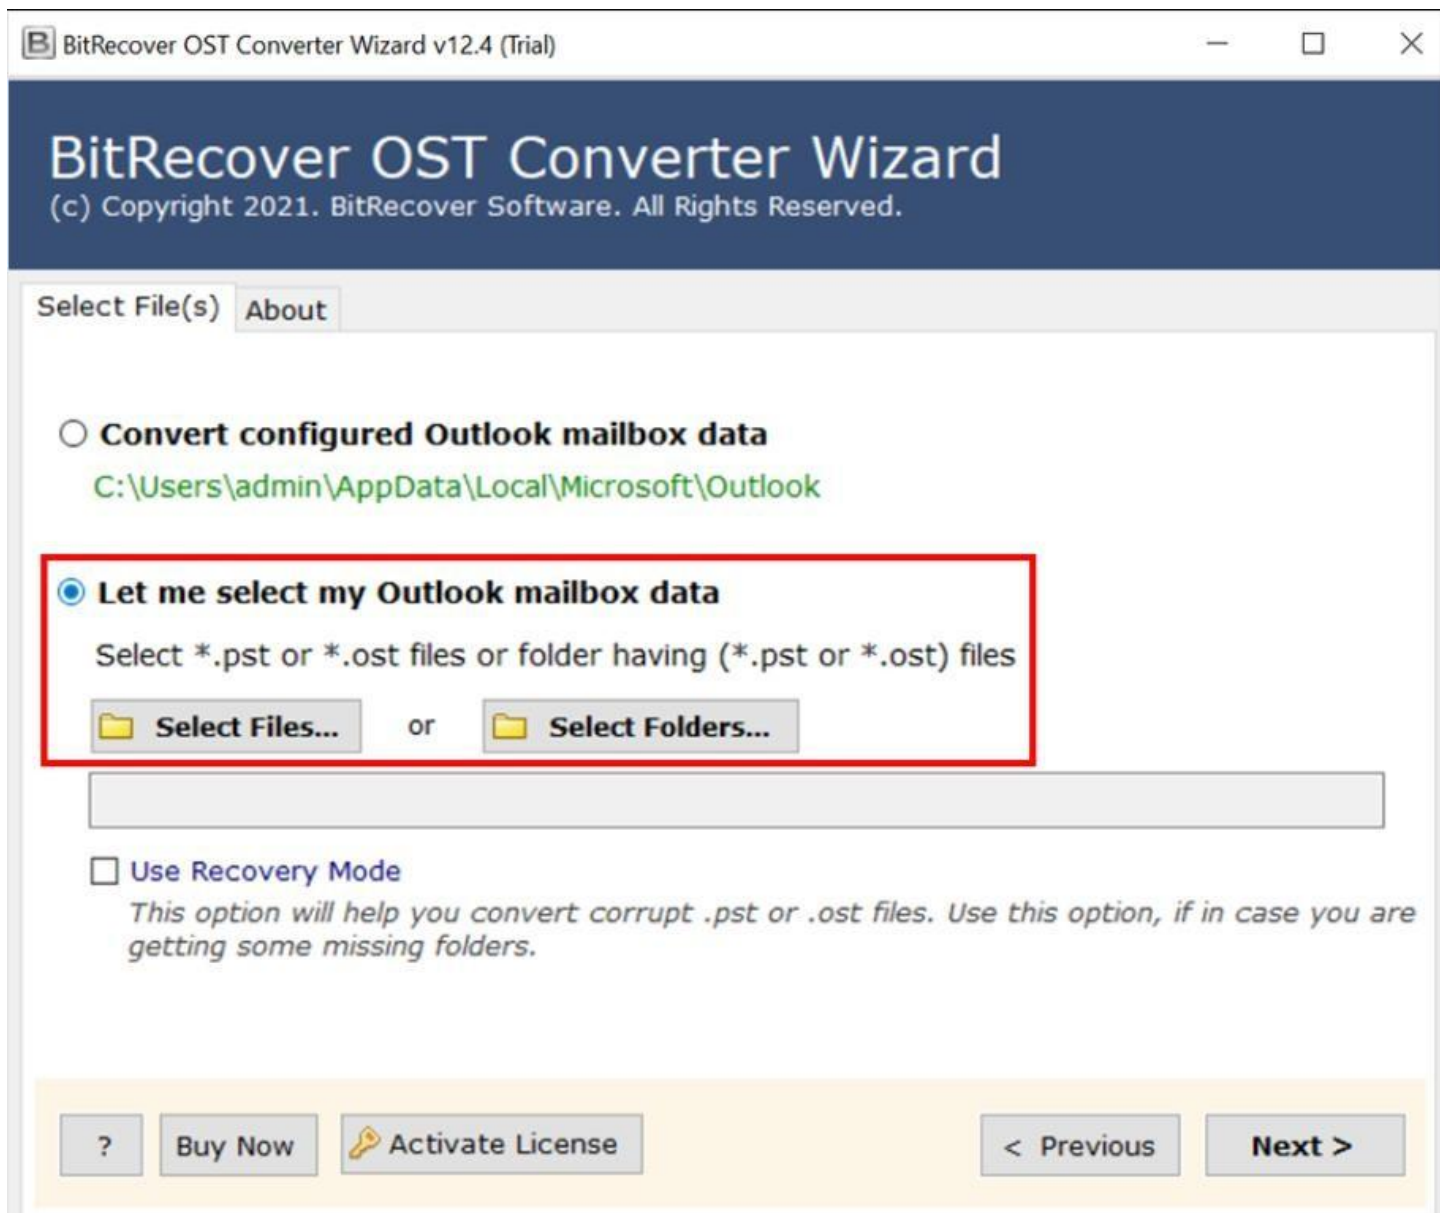 BitRecover OST Converter Wizard v12.4 (Trial)
BitRecover OST Converter Wizard
(c) Copyright 2021. BitRecover Software. All Rights Reserved.
Select File(s) About
Convert configured Outlook mailbox data
C:\Users\admin\AppData\Local\Microsoft\Outlook
Let me select my Outlook mailbox data
Select *.pst or *.ost files or folder having (*.pst or *.ost) files
Select Files... or Select Folders...
Use Recovery Mode
This option will help you convert corrupt .pst or .ost files. Use this option, if in case you are
getting some missing folders.
? Buy Now Activate License < Previous Next >